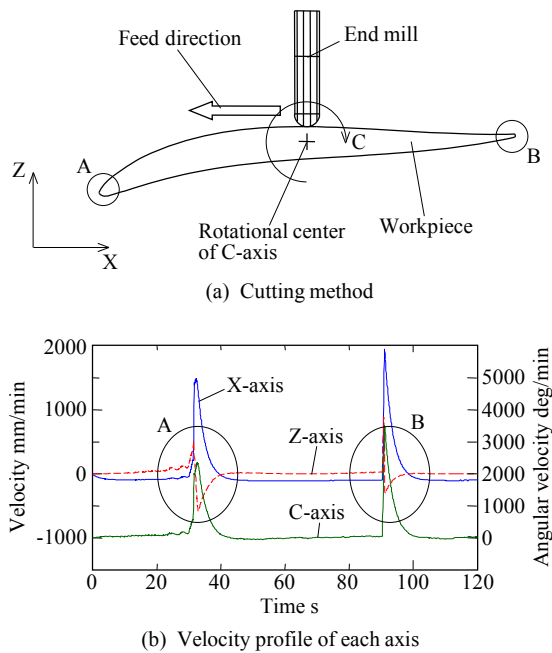 Feed direction
End mill
A
C
B
Z
X
Rotational center
of C-axis
Workpiece
(a) Cutting method
Velocity mm/min
2000
1000
0
-1000
X-axis
A
B
Z-axis
C-axis
5000
4000
3000
2000
1000
0
Angular velocity deg/min
0 20 40 60 80 100 120
Time s
(b) Velocity profile of each axis